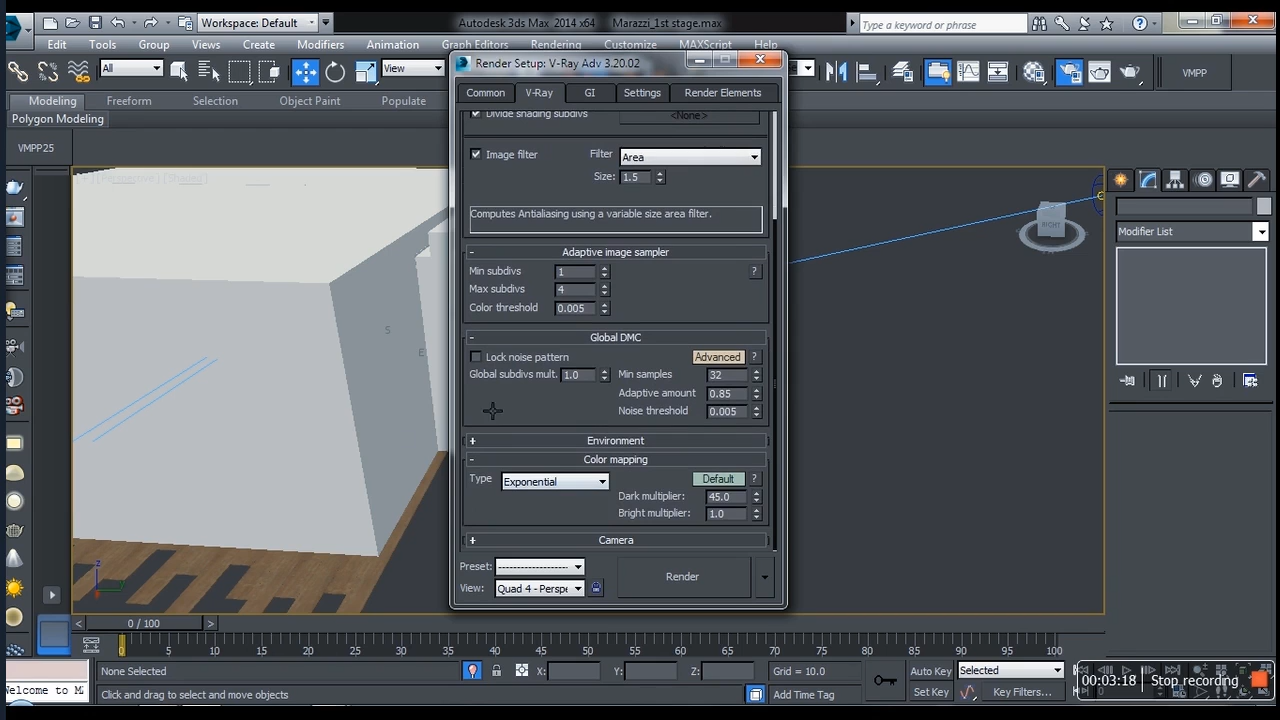 Workspace: Default
Autodesk 3ds Max 2014 x64 Marazzi_1st stage.max
Type a keyword or phrase
Edit Tools Group Views Create Modifiers Animation Graph Editors Rendering Customize MAXScript Help
All
View
VMPP
Modeling Freeform Selection Object Paint Populate
Polygon Modeling
VMPP25
Render Setup: V-Ray Adv 3.20.02
Common V-Ray GI Settings Render Elements
Divide shading subdivs <None>
Image filter Filter Area
Size: 1.5
Computes Antialiasing using a variable size area filter.
- Adaptive image sampler
Min subdivs 1 ?
Max subdivs 4
Color threshold 0.005
- Global DMC
Lock noise pattern Advanced ?
Global subdivs mult. 1.0 Min samples 32
Adaptive amount 0.85
Noise threshold 0.005
+ Environment
- Color mapping
Type Exponential Default ?
Dark multiplier: 45.0
Bright multiplier: 1.0
+ Camera
Preset: --------------------
View: Quad 4 - Perspe
Render
[+] [Perspective] [Shaded]
RIGHT
S
E
z
Modifier List
< 0 / 100 >
0 5 10 15 20 25 30 35 40 45 50 55 60 65 70 75 80 85 90 95 100
None Selected X: Y: Z: Grid = 10.0 Auto Key Selected
Welcome to M
Click and drag to select and move objects Add Time Tag Set Key Key Filters... 0
00:03:18 Stop recording